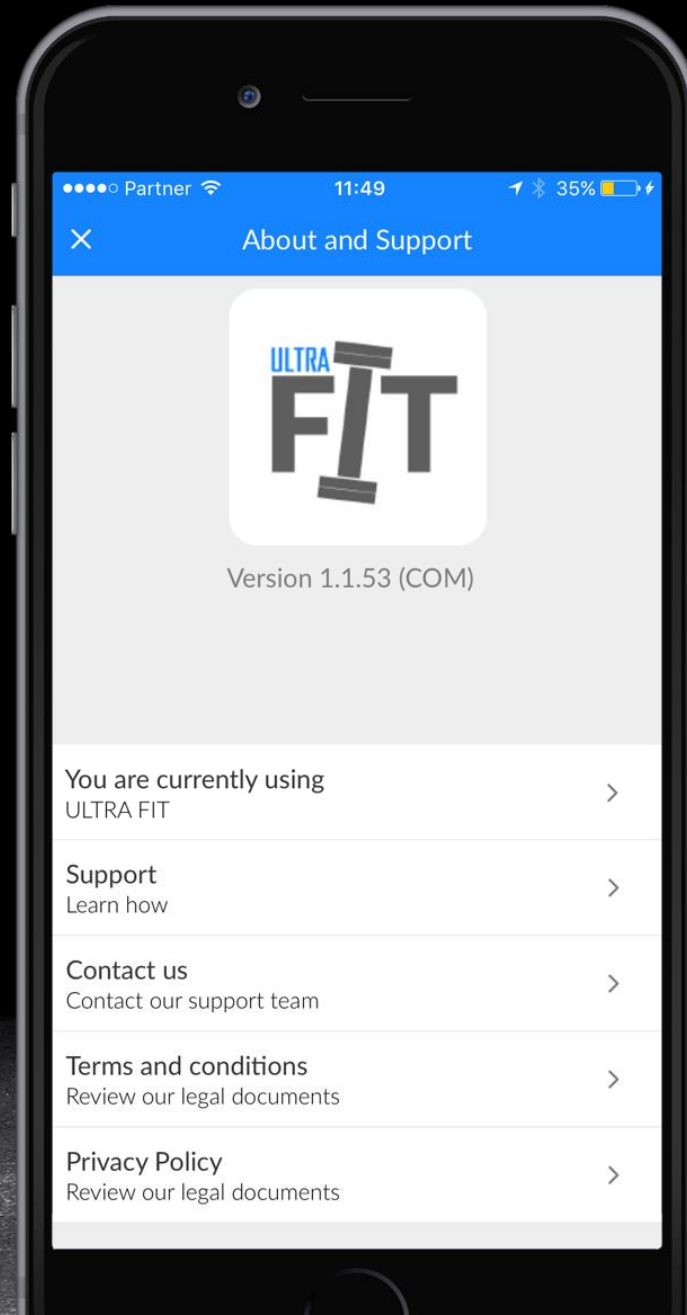 Partner 11:49 35%
About and Support
ULTRA
FIT
Version 1.1.53 (COM)
You are currently using
ULTRA FIT
Support
Learn how
Contact us
Contact our support team
Terms and conditions
Review our legal documents
Privacy Policy
Review our legal documents